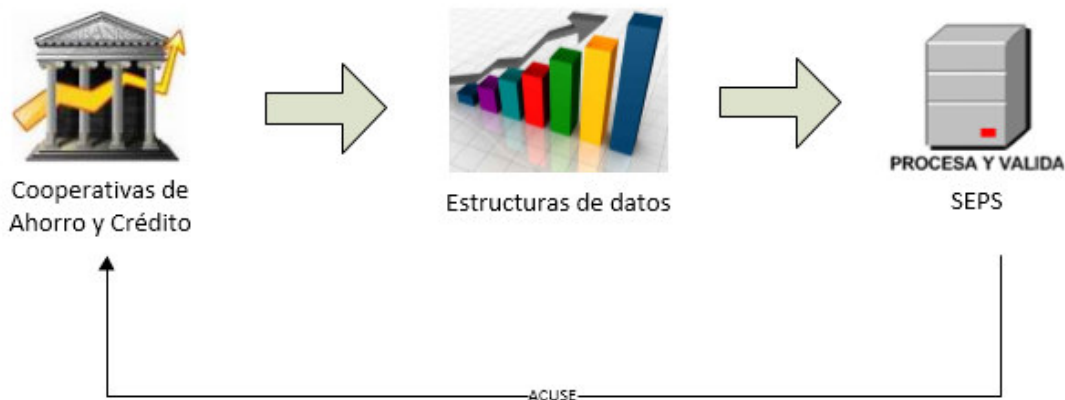 Cooperativas de
Ahorro y Crédito
Estructuras de datos
PROCESA Y VALIDA
SEPS
ACUSE